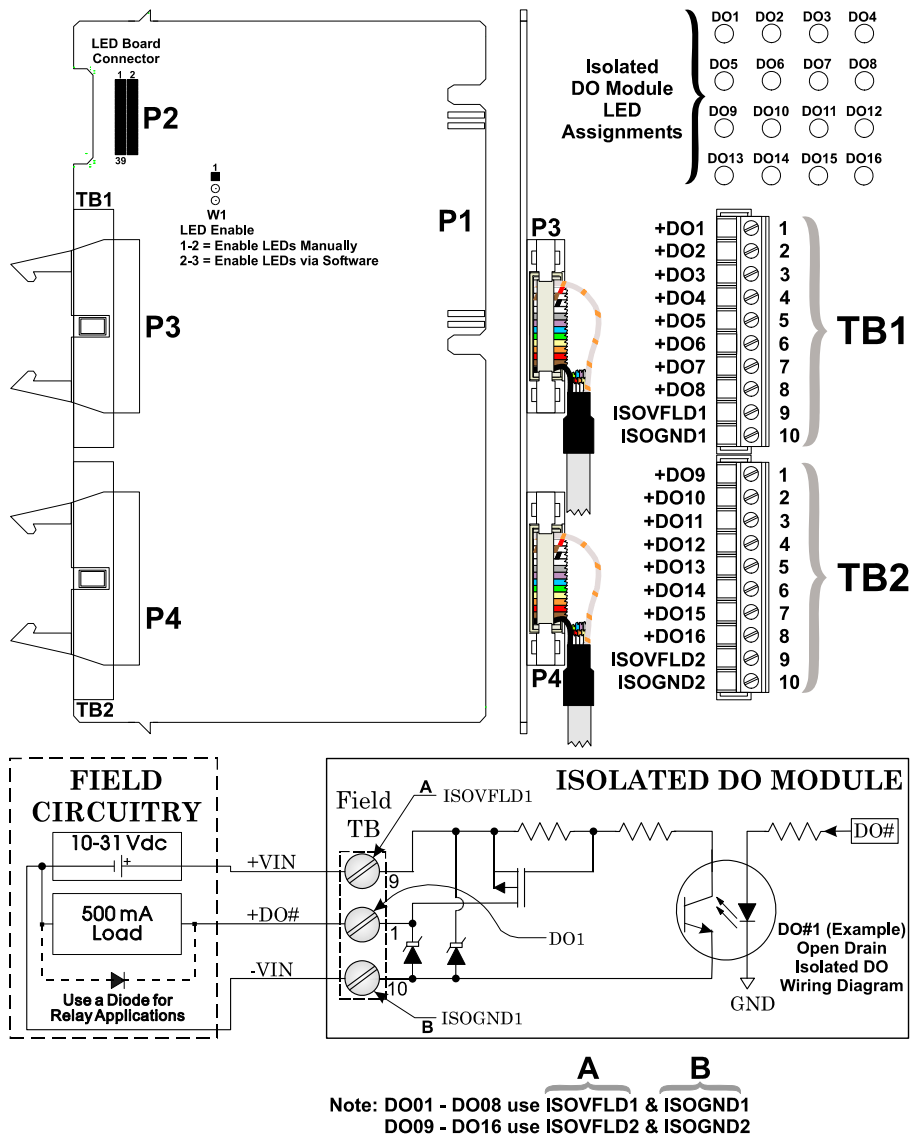 LED Board
Connector
1 2
P2
39
1
W1
LED Enable
1-2 = Enable LEDs Manually
2-3 = Enable LEDs via Software
TB1
P3
P4
TB2
P1
Isolated
DO Module
LED
Assignments
DO1 DO2 DO3 DO4
DO5 DO6 DO7 DO8
DO9 DO10 DO11 DO12
DO13 DO14 DO15 DO16
P3
P4
+DO1 1
+DO2 2
+DO3 3
+DO4 4
+DO5 5
+DO6 6
+DO7 7
+DO8 8
ISOVFLD1 9
ISOGND1 10
TB1
+DO9 1
+DO10 2
+DO11 3
+DO12 4
+DO13 5
+DO14 6
+DO15 7
+DO16 8
ISOVFLD2 9
ISOGND2 10
TB2
FIELD
CIRCUITRY
10-31 Vdc
+
500 mA
Load
Use a Diode for
Relay Applications
+VIN
+DO#
-VIN
ISOLATED DO MODULE
Field
TB
A ISOVFLD1
9
1
10
DO1
B ISOGND1
DO#
GND
DO#1 (Example)
Open Drain
Isolated DO
Wiring Diagram
A B
Note: DO01 - DO08 use ISOVFLD1 & ISOGND1
DO09 - DO16 use ISOVFLD2 & ISOGND2